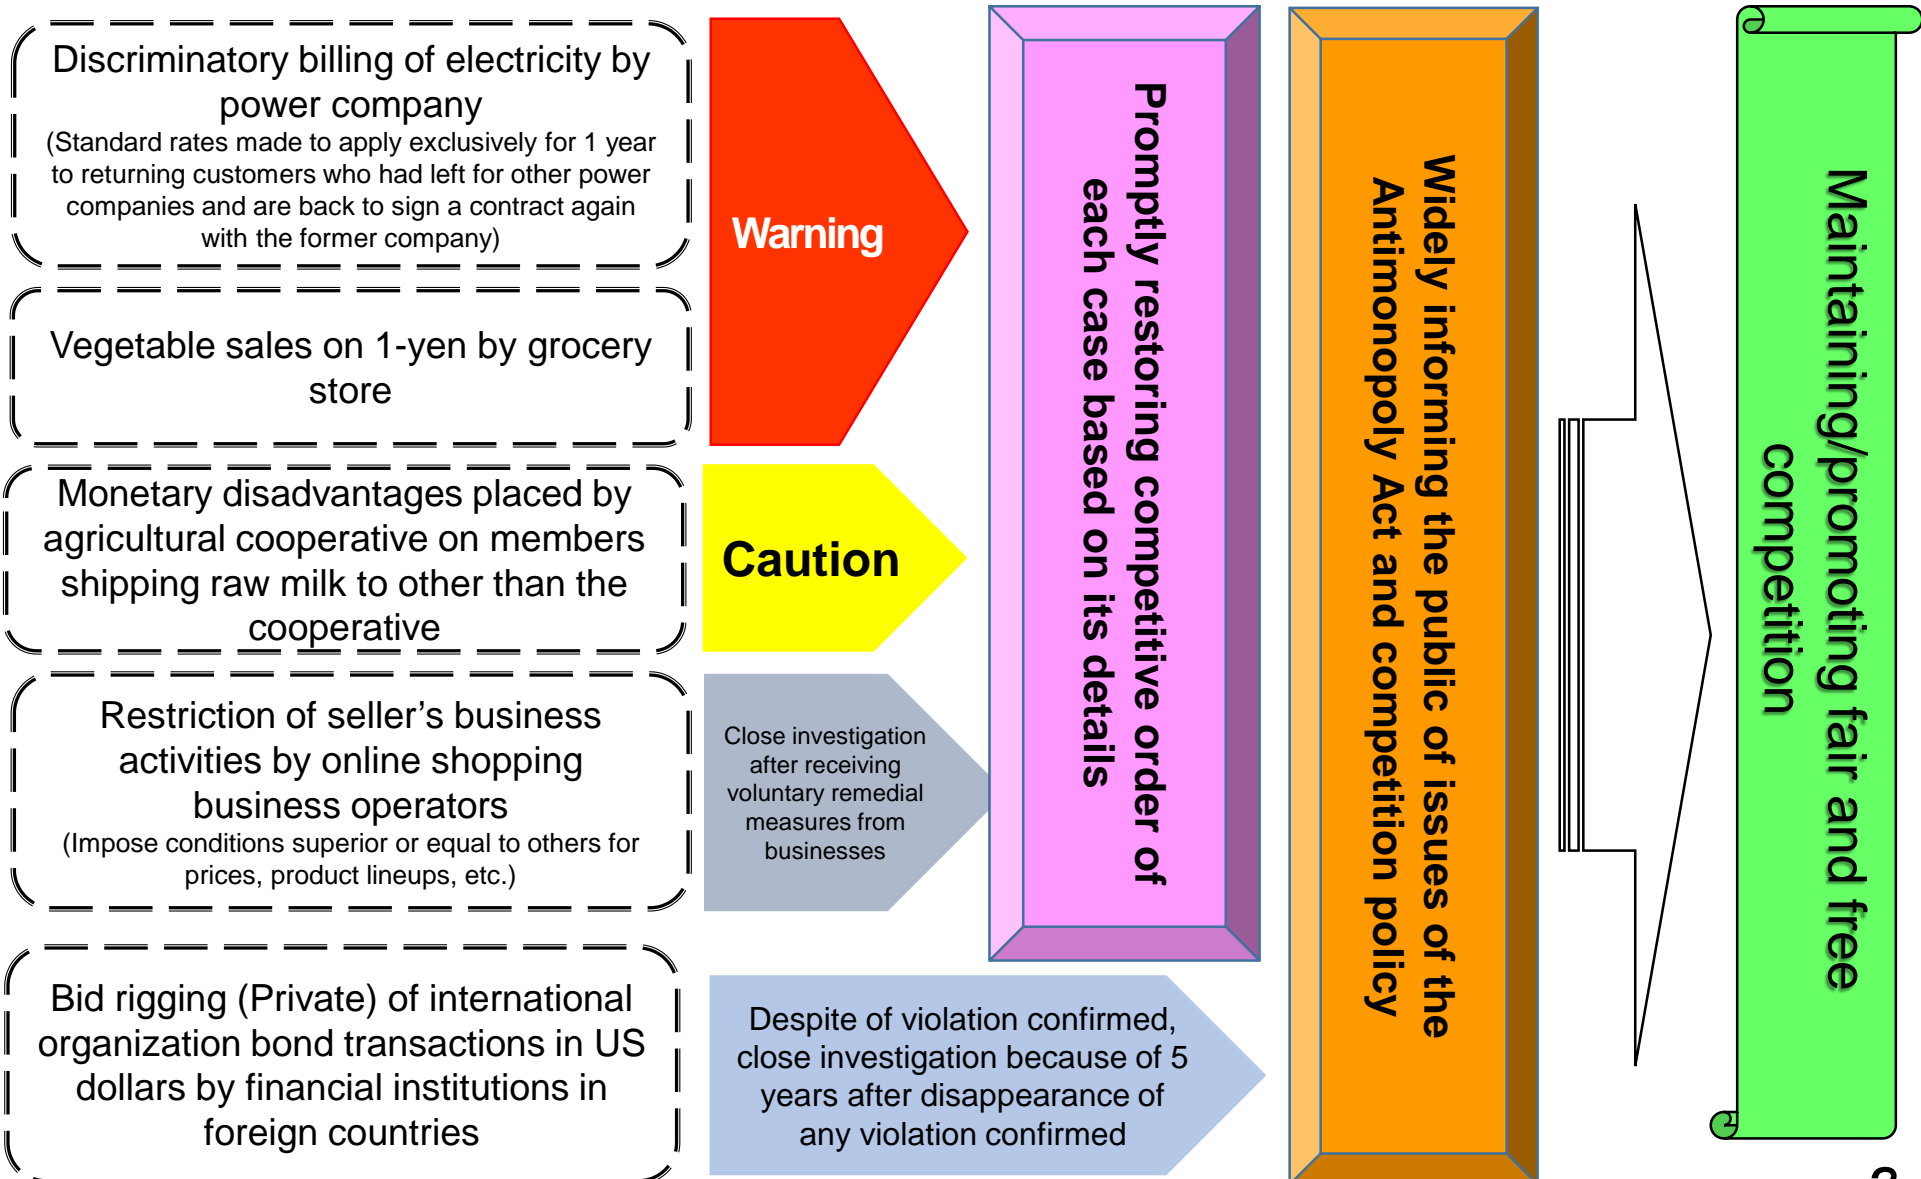 Discriminatory billing of electricity by
power company
(Standard rates made to apply exclusively for 1 year
to returning customers who had left for other power
companies and are back to sign a contract again
with the former company)
Vegetable sales on 1-yen by grocery
store
Warning
Monetary disadvantages placed by
agricultural cooperative on members
shipping raw milk to other than the
cooperative
Caution
Restriction of seller's business
activities by online shopping
business operators
(Impose conditions superior or equal to others for
prices, product lineups, etc.)
Close investigation
after receiving
voluntary remedial
measures from
businesses
Bid rigging (Private) of international
organization bond transactions in US
dollars by financial institutions in
foreign countries
Despite of violation confirmed,
close investigation because of 5
years after disappearance of
any violation confirmed
Promptly restoring competitive order of
each case based on its details
Widely informing the public of issues of the
Antimonopoly Act and competition policy
Maintaining/promoting fair and free
competition